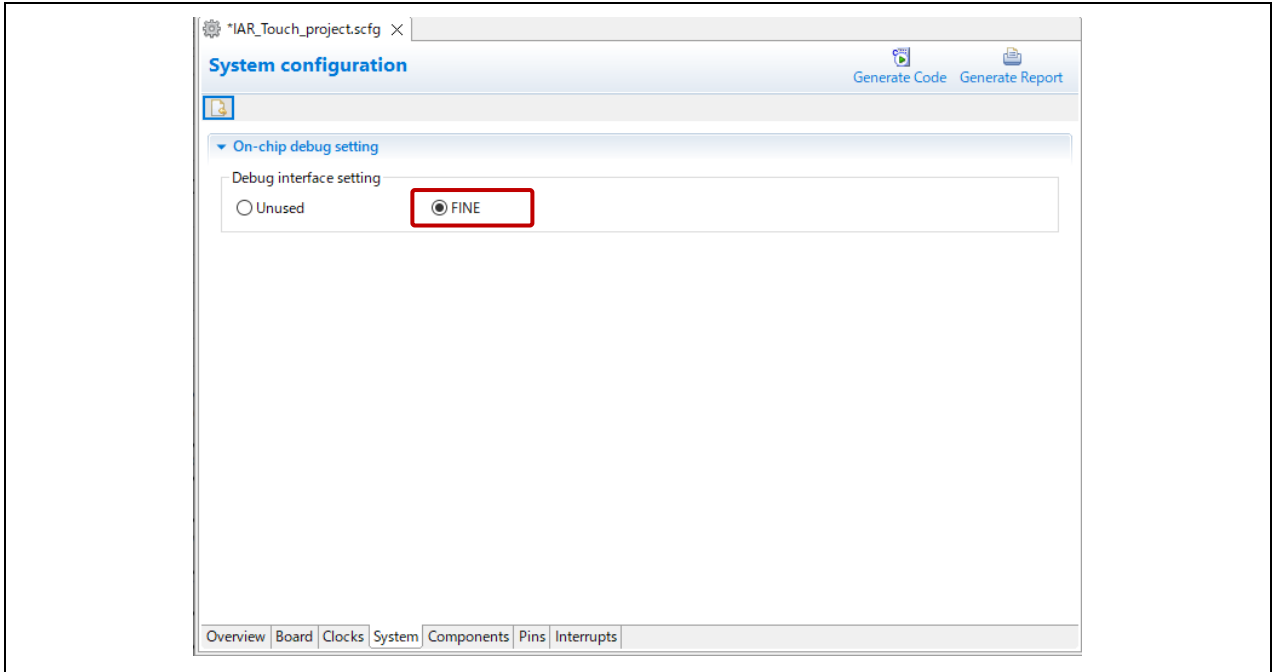 *IAR_Touch_project.scfg
System configuration
Generate Code Generate Report
On-chip debug setting
Debug interface setting
Unused FINE
Overview Board Clocks System Components Pins Interrupts